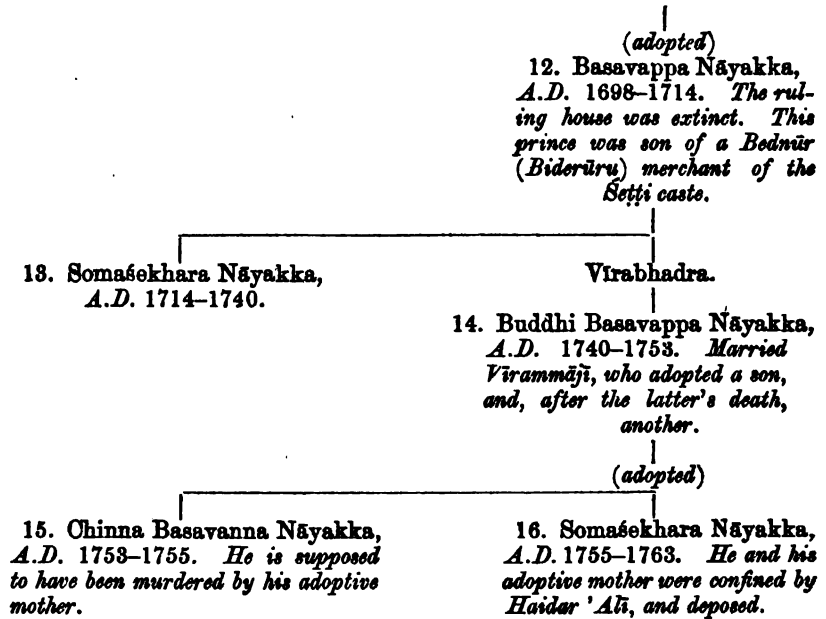 (adopted)
12. Basavappa Nāyakka,
A.D. 1698–1714. The rul-
ing house was extinct. This
prince was son of a Bednūr
(Biderūru) merchant of the
Śeṭṭi caste.
13. Somaśekhara Nāyakka,
A.D. 1714–1740.
Vīrabhadra.
14. Buddhi Basavappa Nāyakka,
A.D. 1740–1753. Married
Vīrammājī, who adopted a son,
and, after the latter's death,
another.
(adopted)
15. Chinna Basavanna Nāyakka,
A.D. 1753–1755. He is supposed
to have been murdered by his adoptive
mother.
16. Somaśekhara Nāyakka,
A.D. 1755–1763. He and his
adoptive mother were confined by
Haidar 'Alī, and deposed.